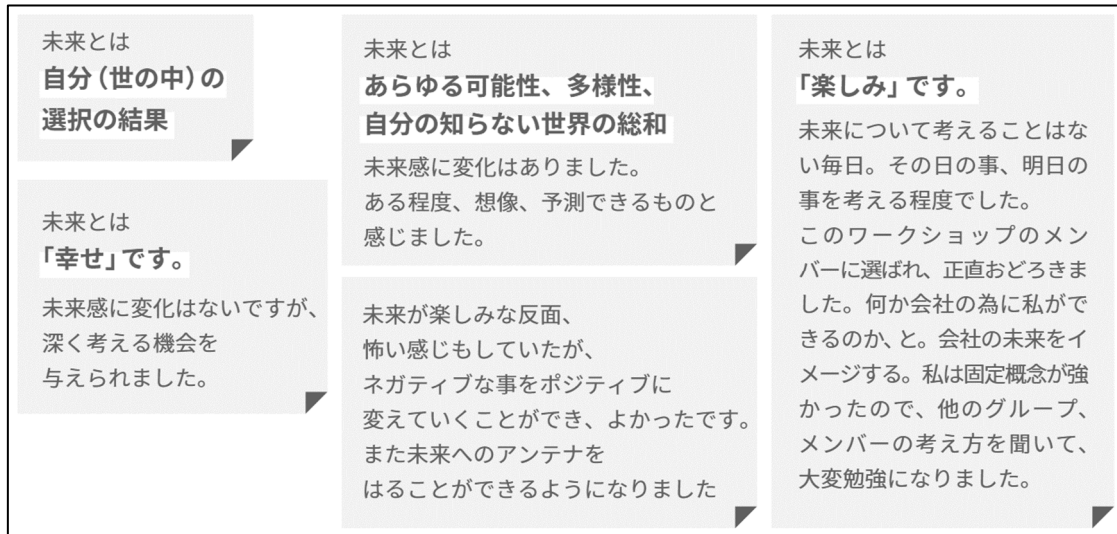 未来とは
自分（世の中）の
選択の結果
未来とは
「幸せ」です。
未来感に変化はないですが、
深く考える機会を
与えられました。
未来とは
あらゆる可能性、多様性、
自分の知らない世界の総和
未来感に変化はありました。
ある程度、想像、予測できるものと
感じました。
未来が楽しみな反面、
怖い感じもしていたが、
ネガティブな事をポジティブに
変えていくことができ、よかったです。
また未来へのアンテナを
はることができるようになりました
未来とは
「楽しみ」です。
未来について考えることはな
い毎日。その日の事、明日の
事を考える程度でした。
このワークショップのメン
バーに選ばれ、正直おどろきま
した。何か会社の為に私がで
きるのか、と。会社の未来をイ
メージする。私は固定概念が強
かったので、他のグループ、
メンバーの考え方を聞いて、
大変勉強になりました。